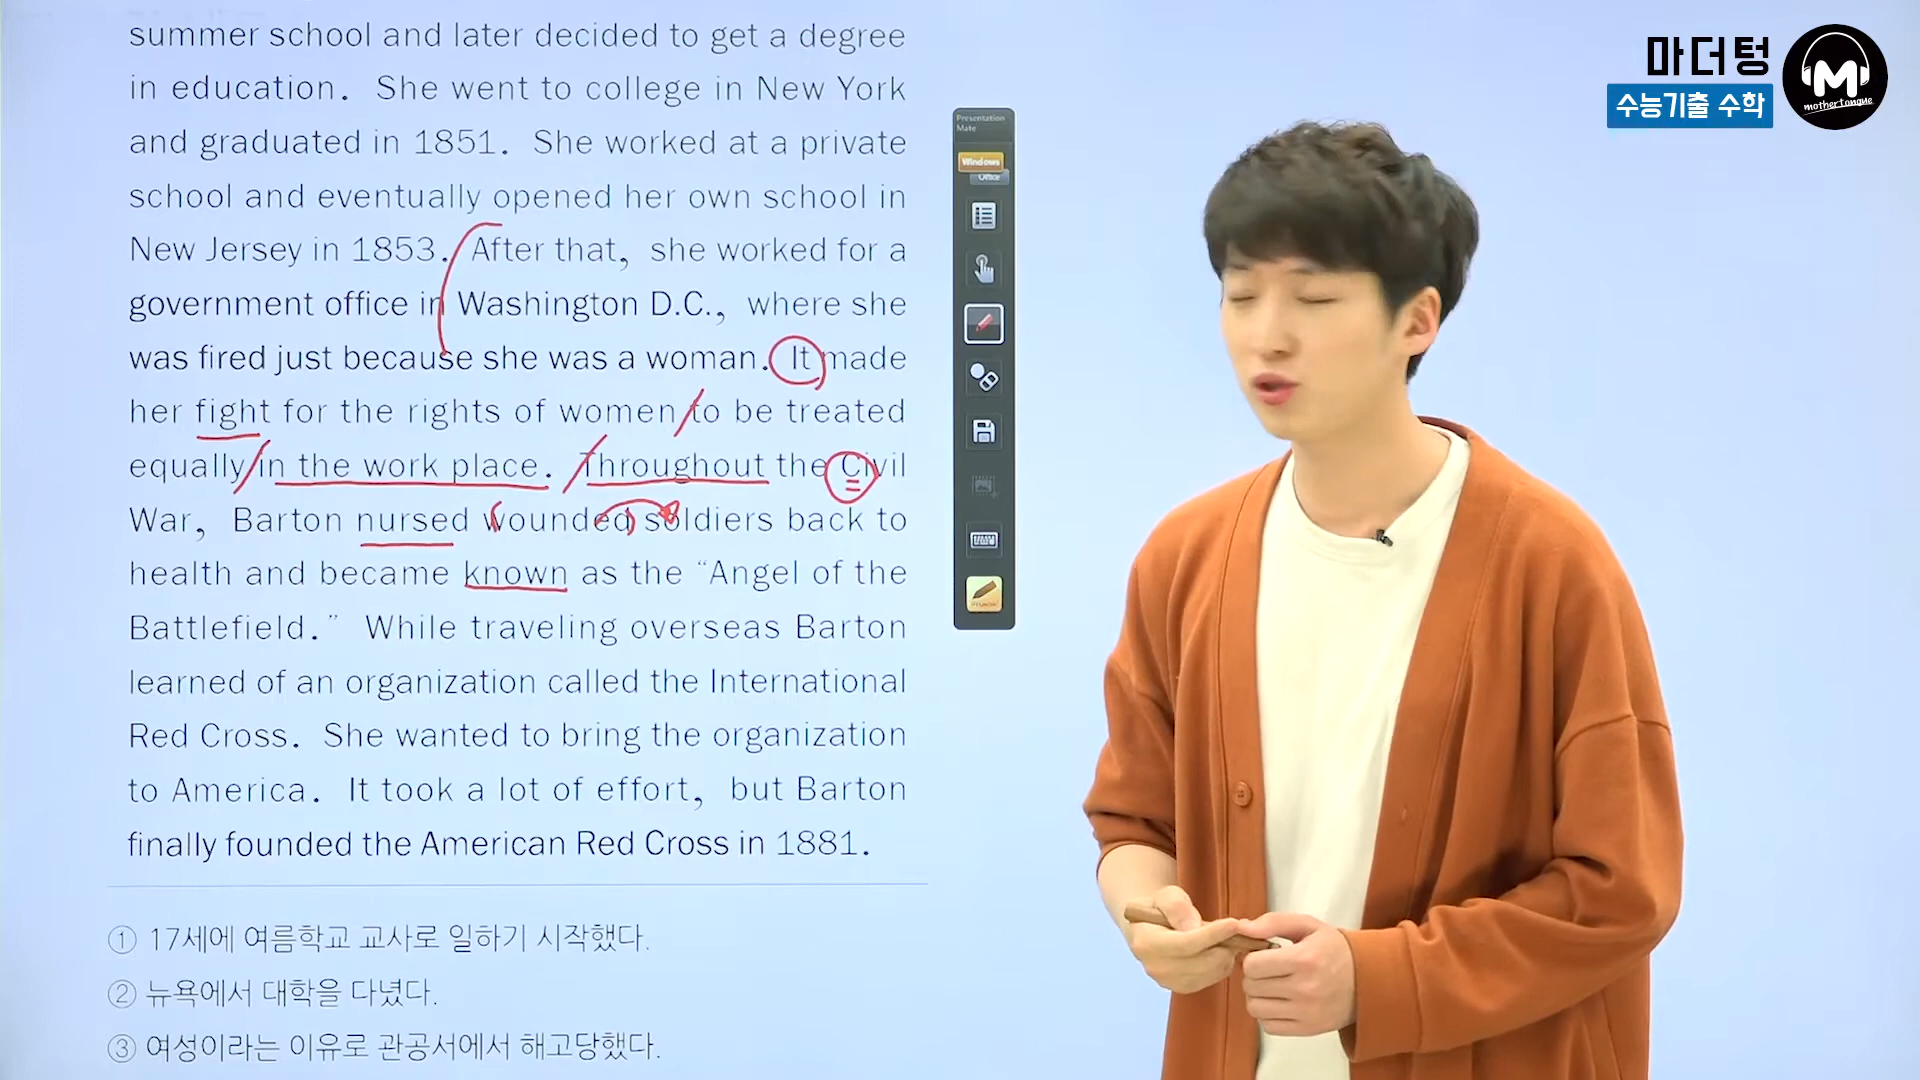 summer school and later decided to get a degree
in education. She went to college in New York
and graduated in 1851. She worked at a private
school and eventually opened her own school in
New Jersey in 1853. After that, she worked for a
government office in Washington D.C., where she
was fired just because she was a woman. It made
her fight for the rights of women to be treated
equally in the work place. Throughout the Civil
War, Barton nursed wounded soldiers back to
health and became known as the “Angel of the
Battlefield.” While traveling overseas Barton
learned of an organization called the International
Red Cross. She wanted to bring the organization
to America. It took a lot of effort, but Barton
finally founded the American Red Cross in 1881.
① 17세에 여름학교 교사로 일하기 시작했다.
② 뉴욕에서 대학을 다녔다.
③ 여성이라는 이유로 관공서에서 해고당했다.
Presentation
Mate
Windows
Office
마더텅
수능기출 수학
M
mothertongue